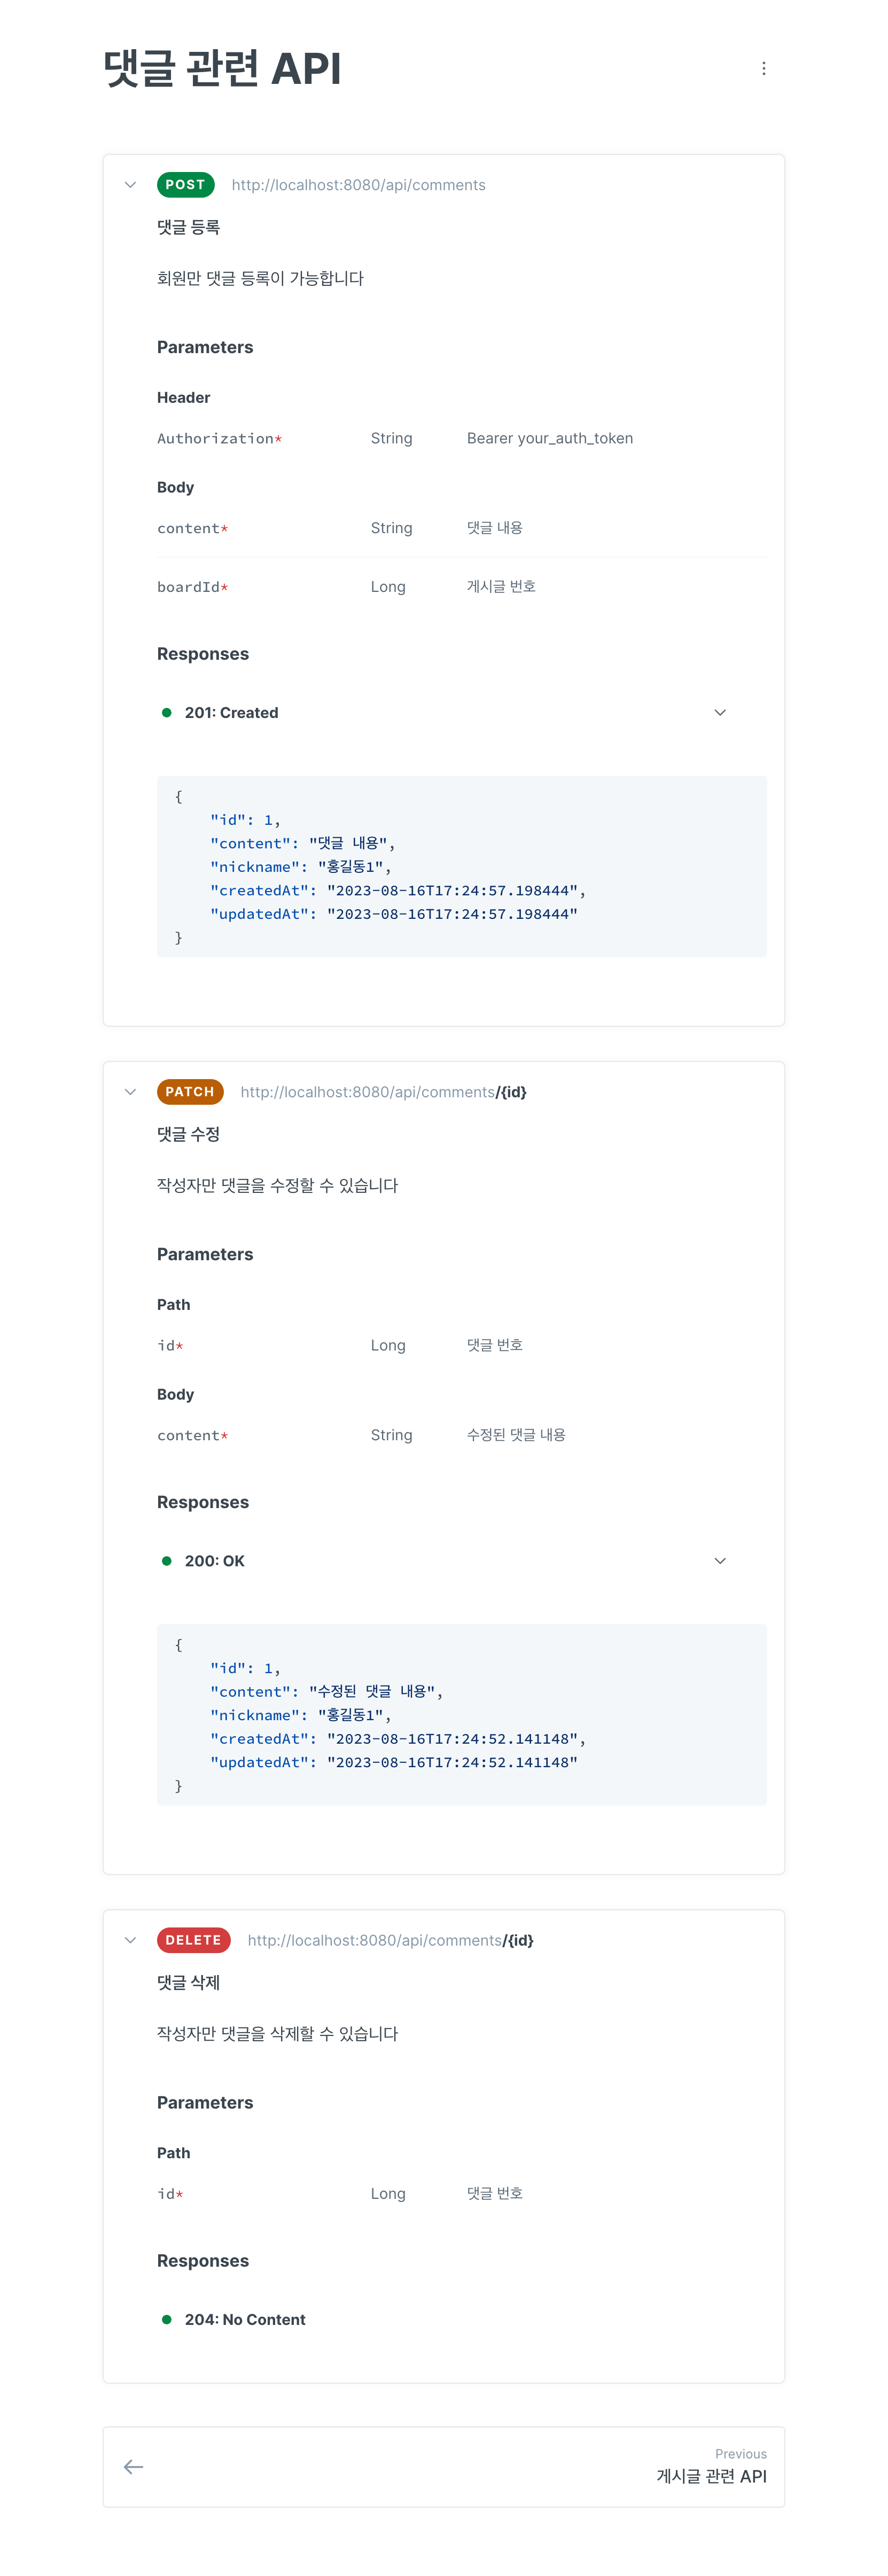 댓글 관련 API
POST http://localhost:8080/api/comments
댓글 등록
회원만 댓글 등록이 가능합니다
Parameters
Header
Authorization* String Bearer your_auth_token
Body
content* String 댓글 내용
boardId* Long 게시글 번호
Responses
201: Created
{
    "id": 1,
    "content": "댓글 내용",
    "nickname": "홍길동1",
    "createdAt": "2023-08-16T17:24:57.198444",
    "updatedAt": "2023-08-16T17:24:57.198444"
}
PATCH http://localhost:8080/api/comments/{id}
댓글 수정
작성자만 댓글을 수정할 수 있습니다
Parameters
Path
id* Long 댓글 번호
Body
content* String 수정된 댓글 내용
Responses
200: OK
{
    "id": 1,
    "content": "수정된 댓글 내용",
    "nickname": "홍길동1",
    "createdAt": "2023-08-16T17:24:52.141148",
    "updatedAt": "2023-08-16T17:24:52.141148"
}
DELETE http://localhost:8080/api/comments/{id}
댓글 삭제
작성자만 댓글을 삭제할 수 있습니다
Parameters
Path
id* Long 댓글 번호
Responses
204: No Content
Previous
게시글 관련 API